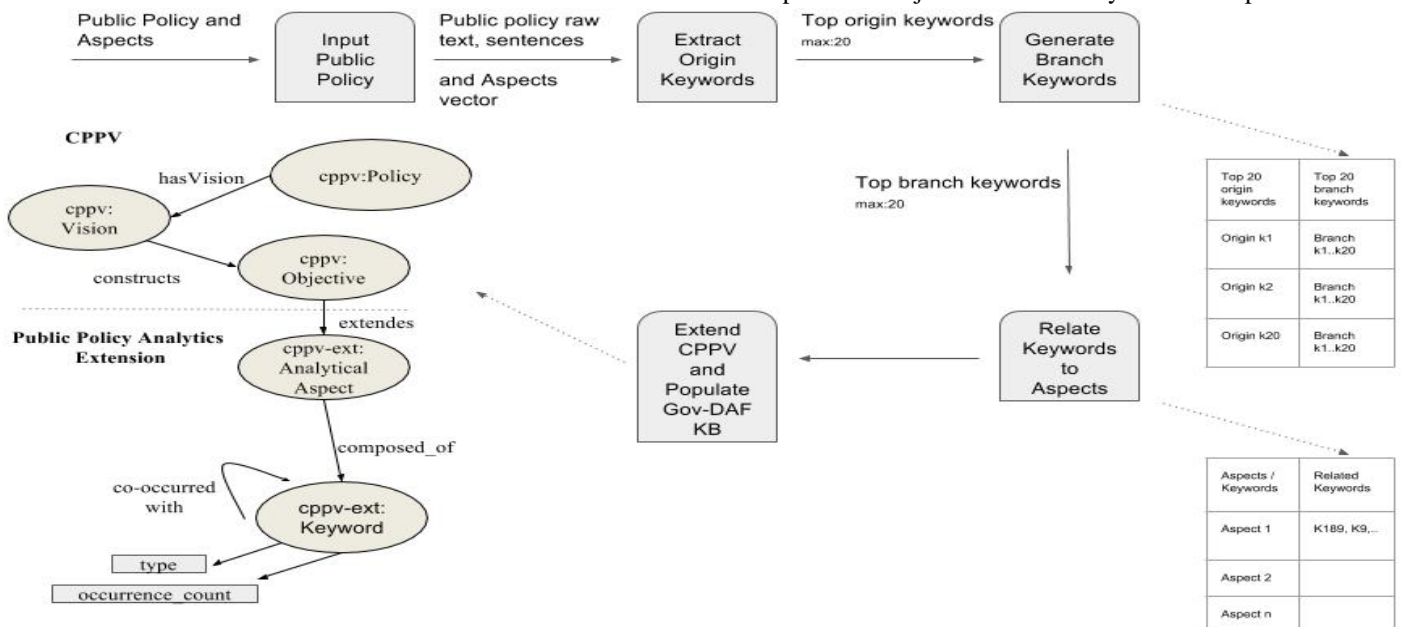 Public Policy and
Aspects
Input
Public
Policy
Public policy raw
text, sentences
and Aspects
vector
Extract
Origin
Keywords
Top origin keywords
max:20
Generate
Branch
Keywords
CPPV
hasVision
cppv:Policy
cppv:
Vision
constructs
cppv:
Objective
Top branch keywords
max:20
Top 20
origin
keywords
Top 20
branch
keywords
Origin k1
Branch
k1..k20
Origin k2
Branch
k1..k20
Origin k20
Branch
k1..k20
Public Policy Analytics
Extension
extendes
cppv-ext:
Analytical
Aspect
Extend
CPPV
and
Populate
Gov-DAF
KB
Relate
Keywords
to
Aspects
composed_of
co-occurred
with
cppv-ext:
Keyword
type
occurrence_count
Aspects /
Keywords
Related
Keywords
Aspect 1
K189, K9,..
Aspect 2
Aspect n